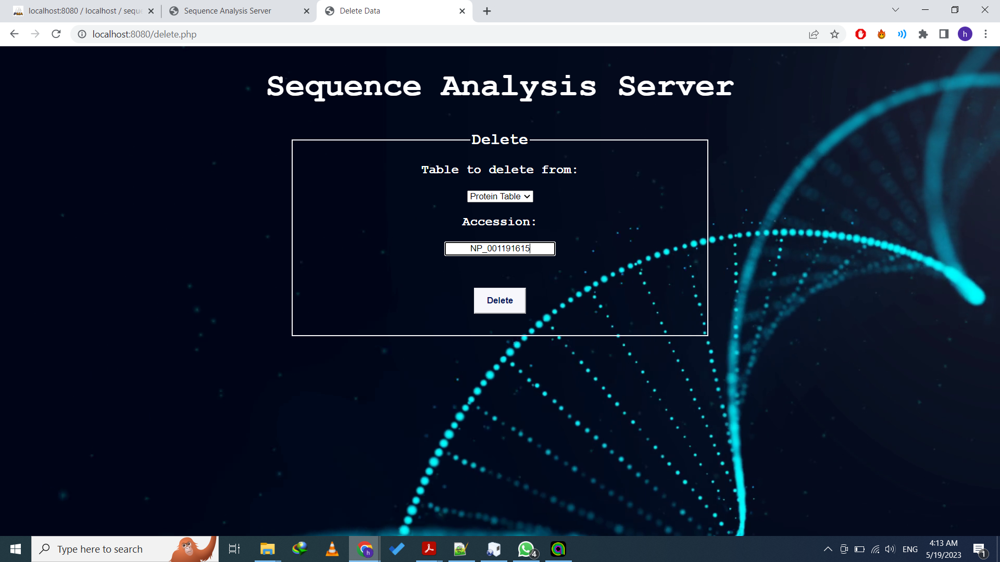 localhost:8080 / localhost / seque
Sequence Analysis Server
Delete Data
localhost:8080/delete.php
h
Sequence Analysis Server
Delete
Table to delete from:
Protein Table
Accession:
NP_001191615
Delete
Type here to search
h
4
ENG
4:13 AM
5/19/2023
1